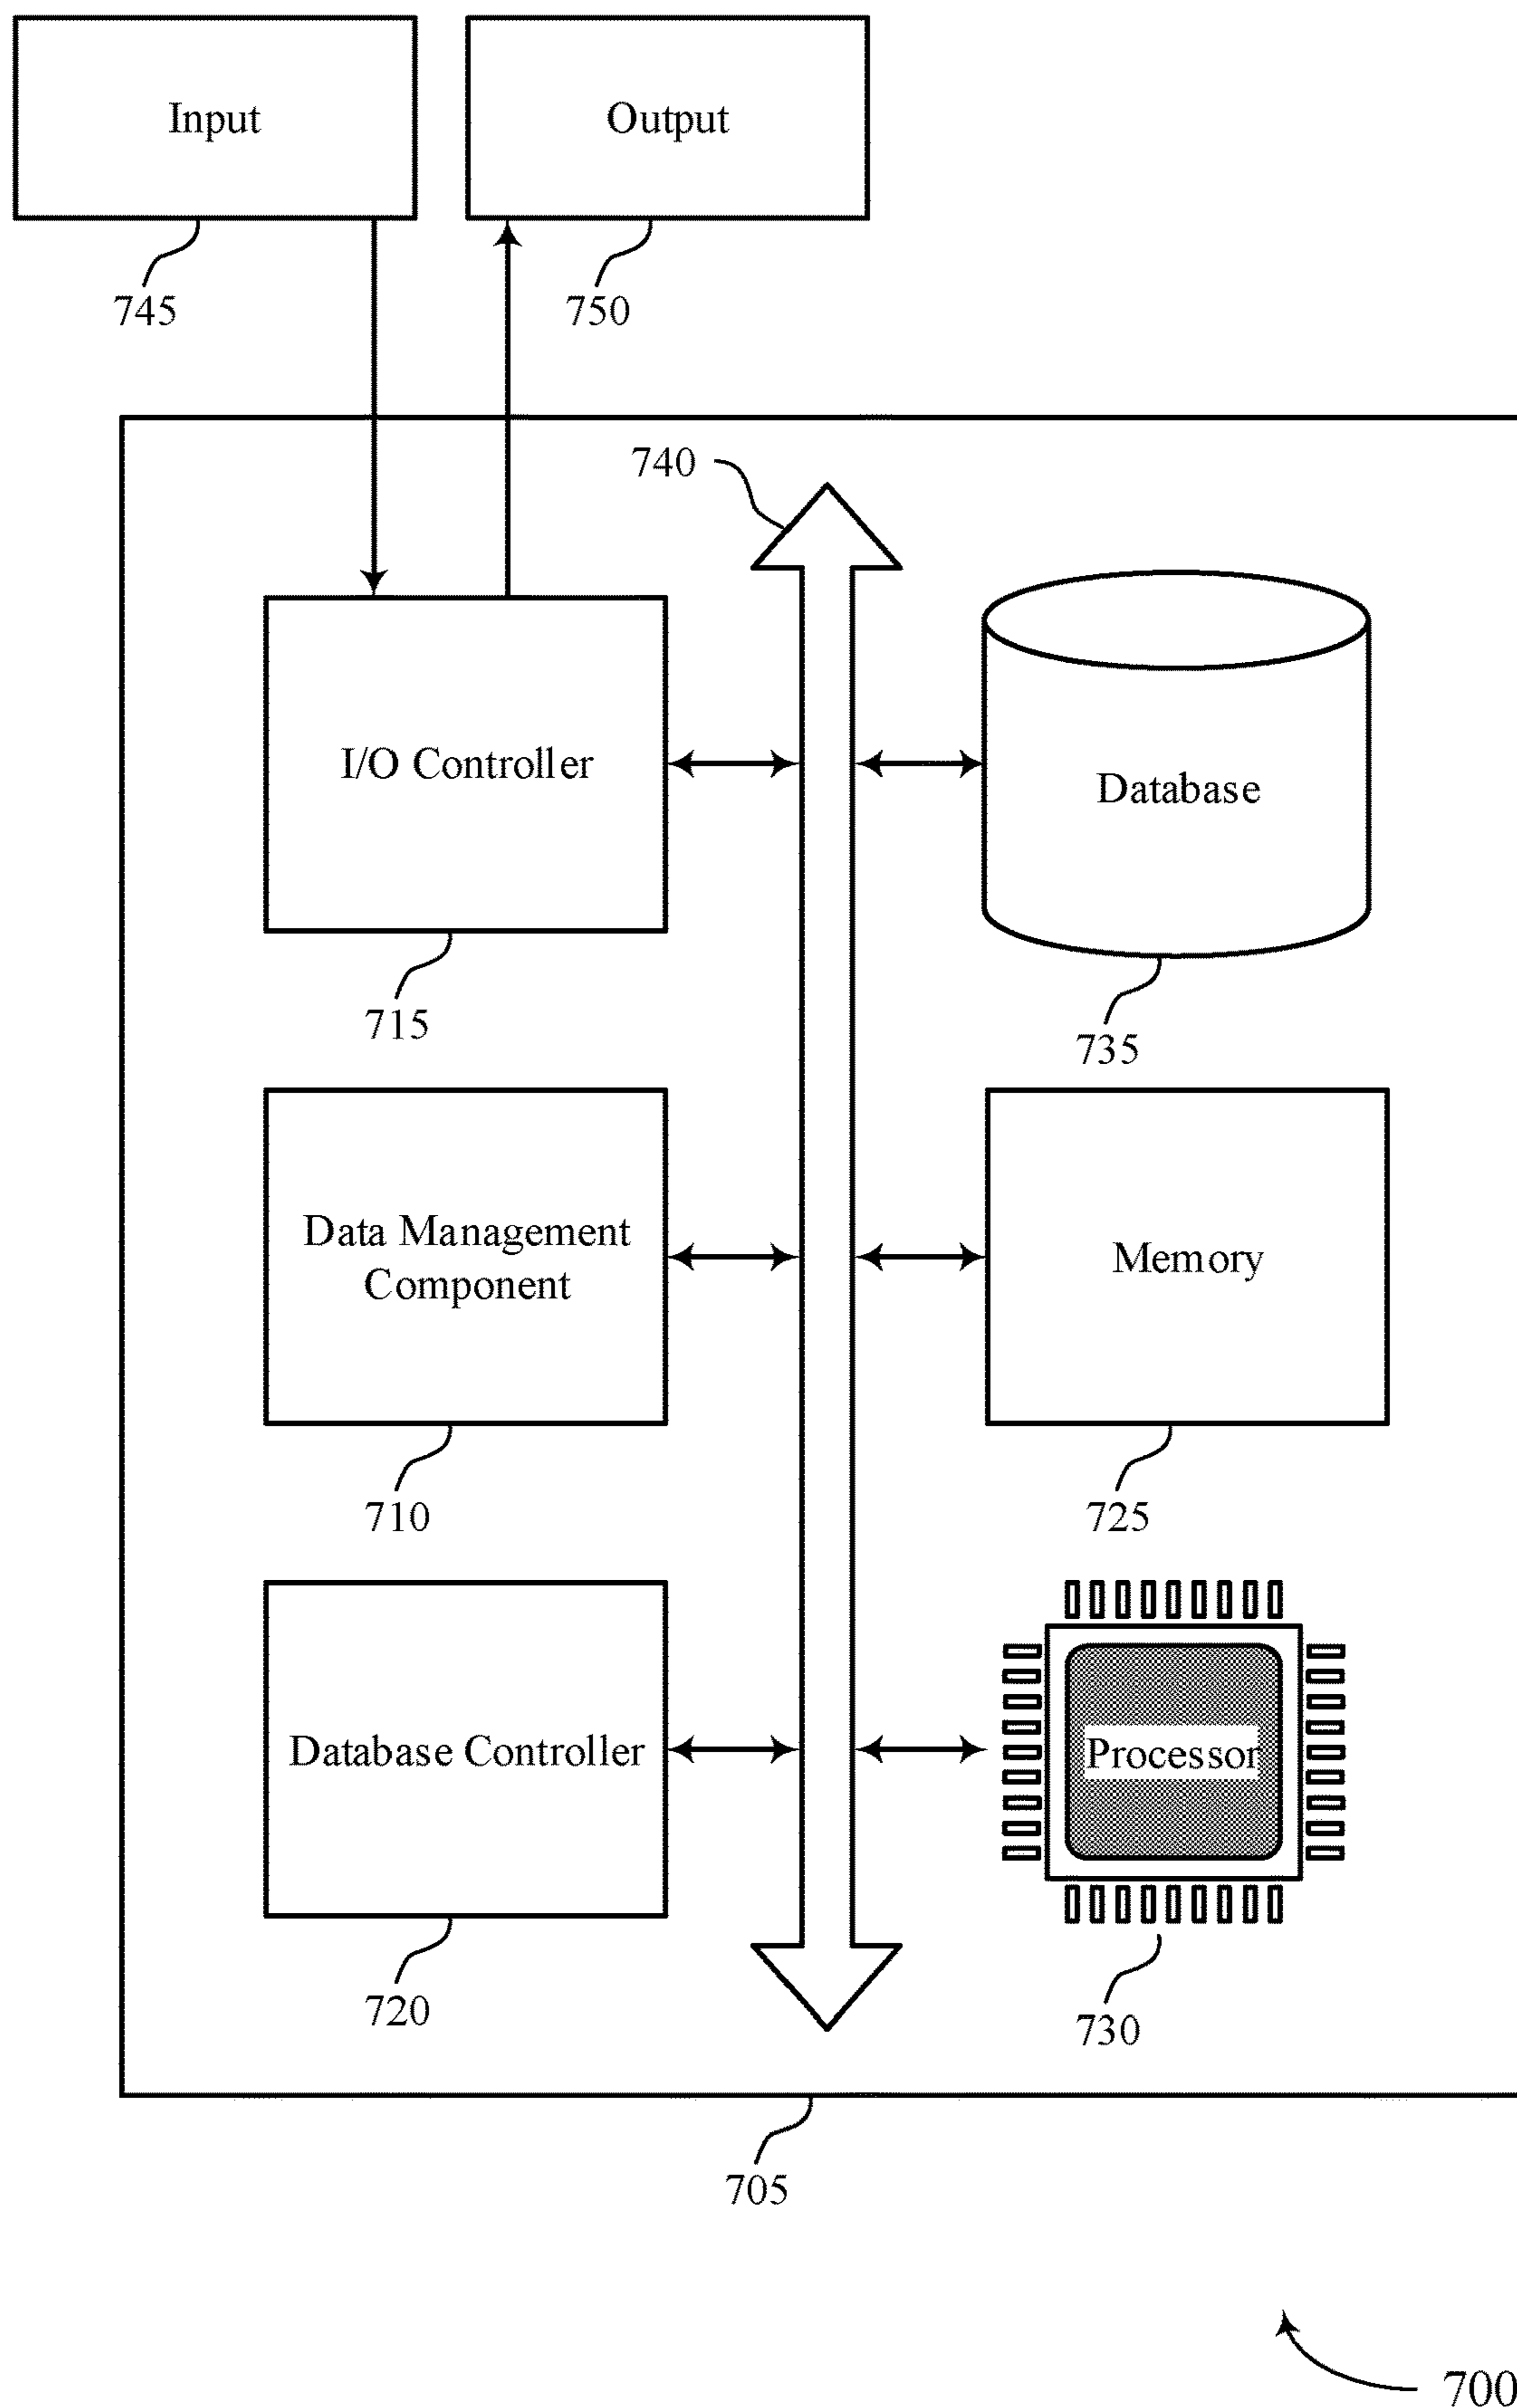 Input
Output
745
750
740
I/O Controller
Database
715
735
Data Management
Component
Memory
710
725
Database Controller
Processor
720
730
705
700